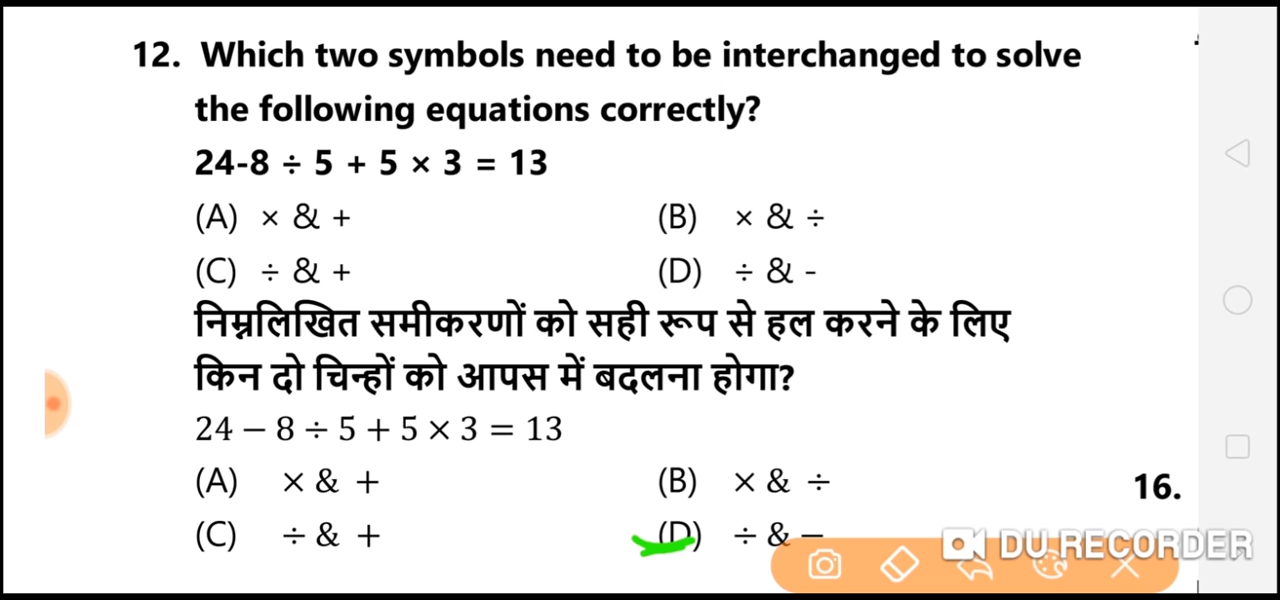 12. Which two symbols need to be interchanged to solve
the following equations correctly?
24-8 ÷ 5 + 5 × 3 = 13
(A) × & + (B) × & ÷
(C) ÷ & + (D) ÷ & -
निम्नलिखित समीकरणों को सही रूप से हल करने के लिए
किन दो चिन्हों को आपस में बदलना होगा?
24 − 8 ÷ 5 + 5 × 3 = 13
(A) × & + (B) × & ÷
16.
(C) ÷ & + (D) ÷ & −
DU RECORDER